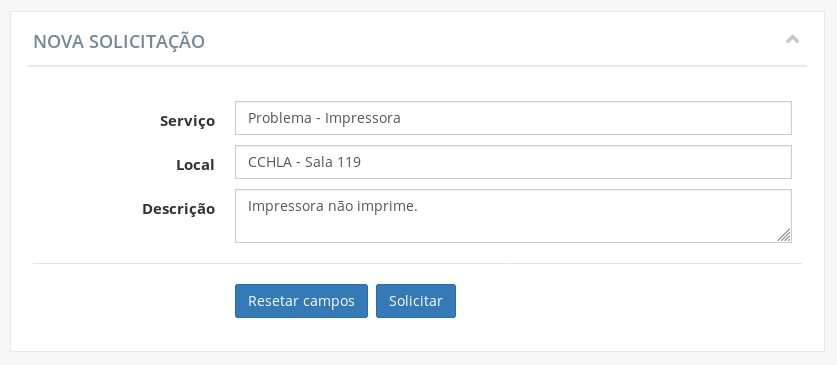 NOVA SOLICITAÇÃO
Serviço Problema - Impressora
Local CCHLA - Sala 119
Descrição Impressora não imprime.
Resetar campos Solicitar